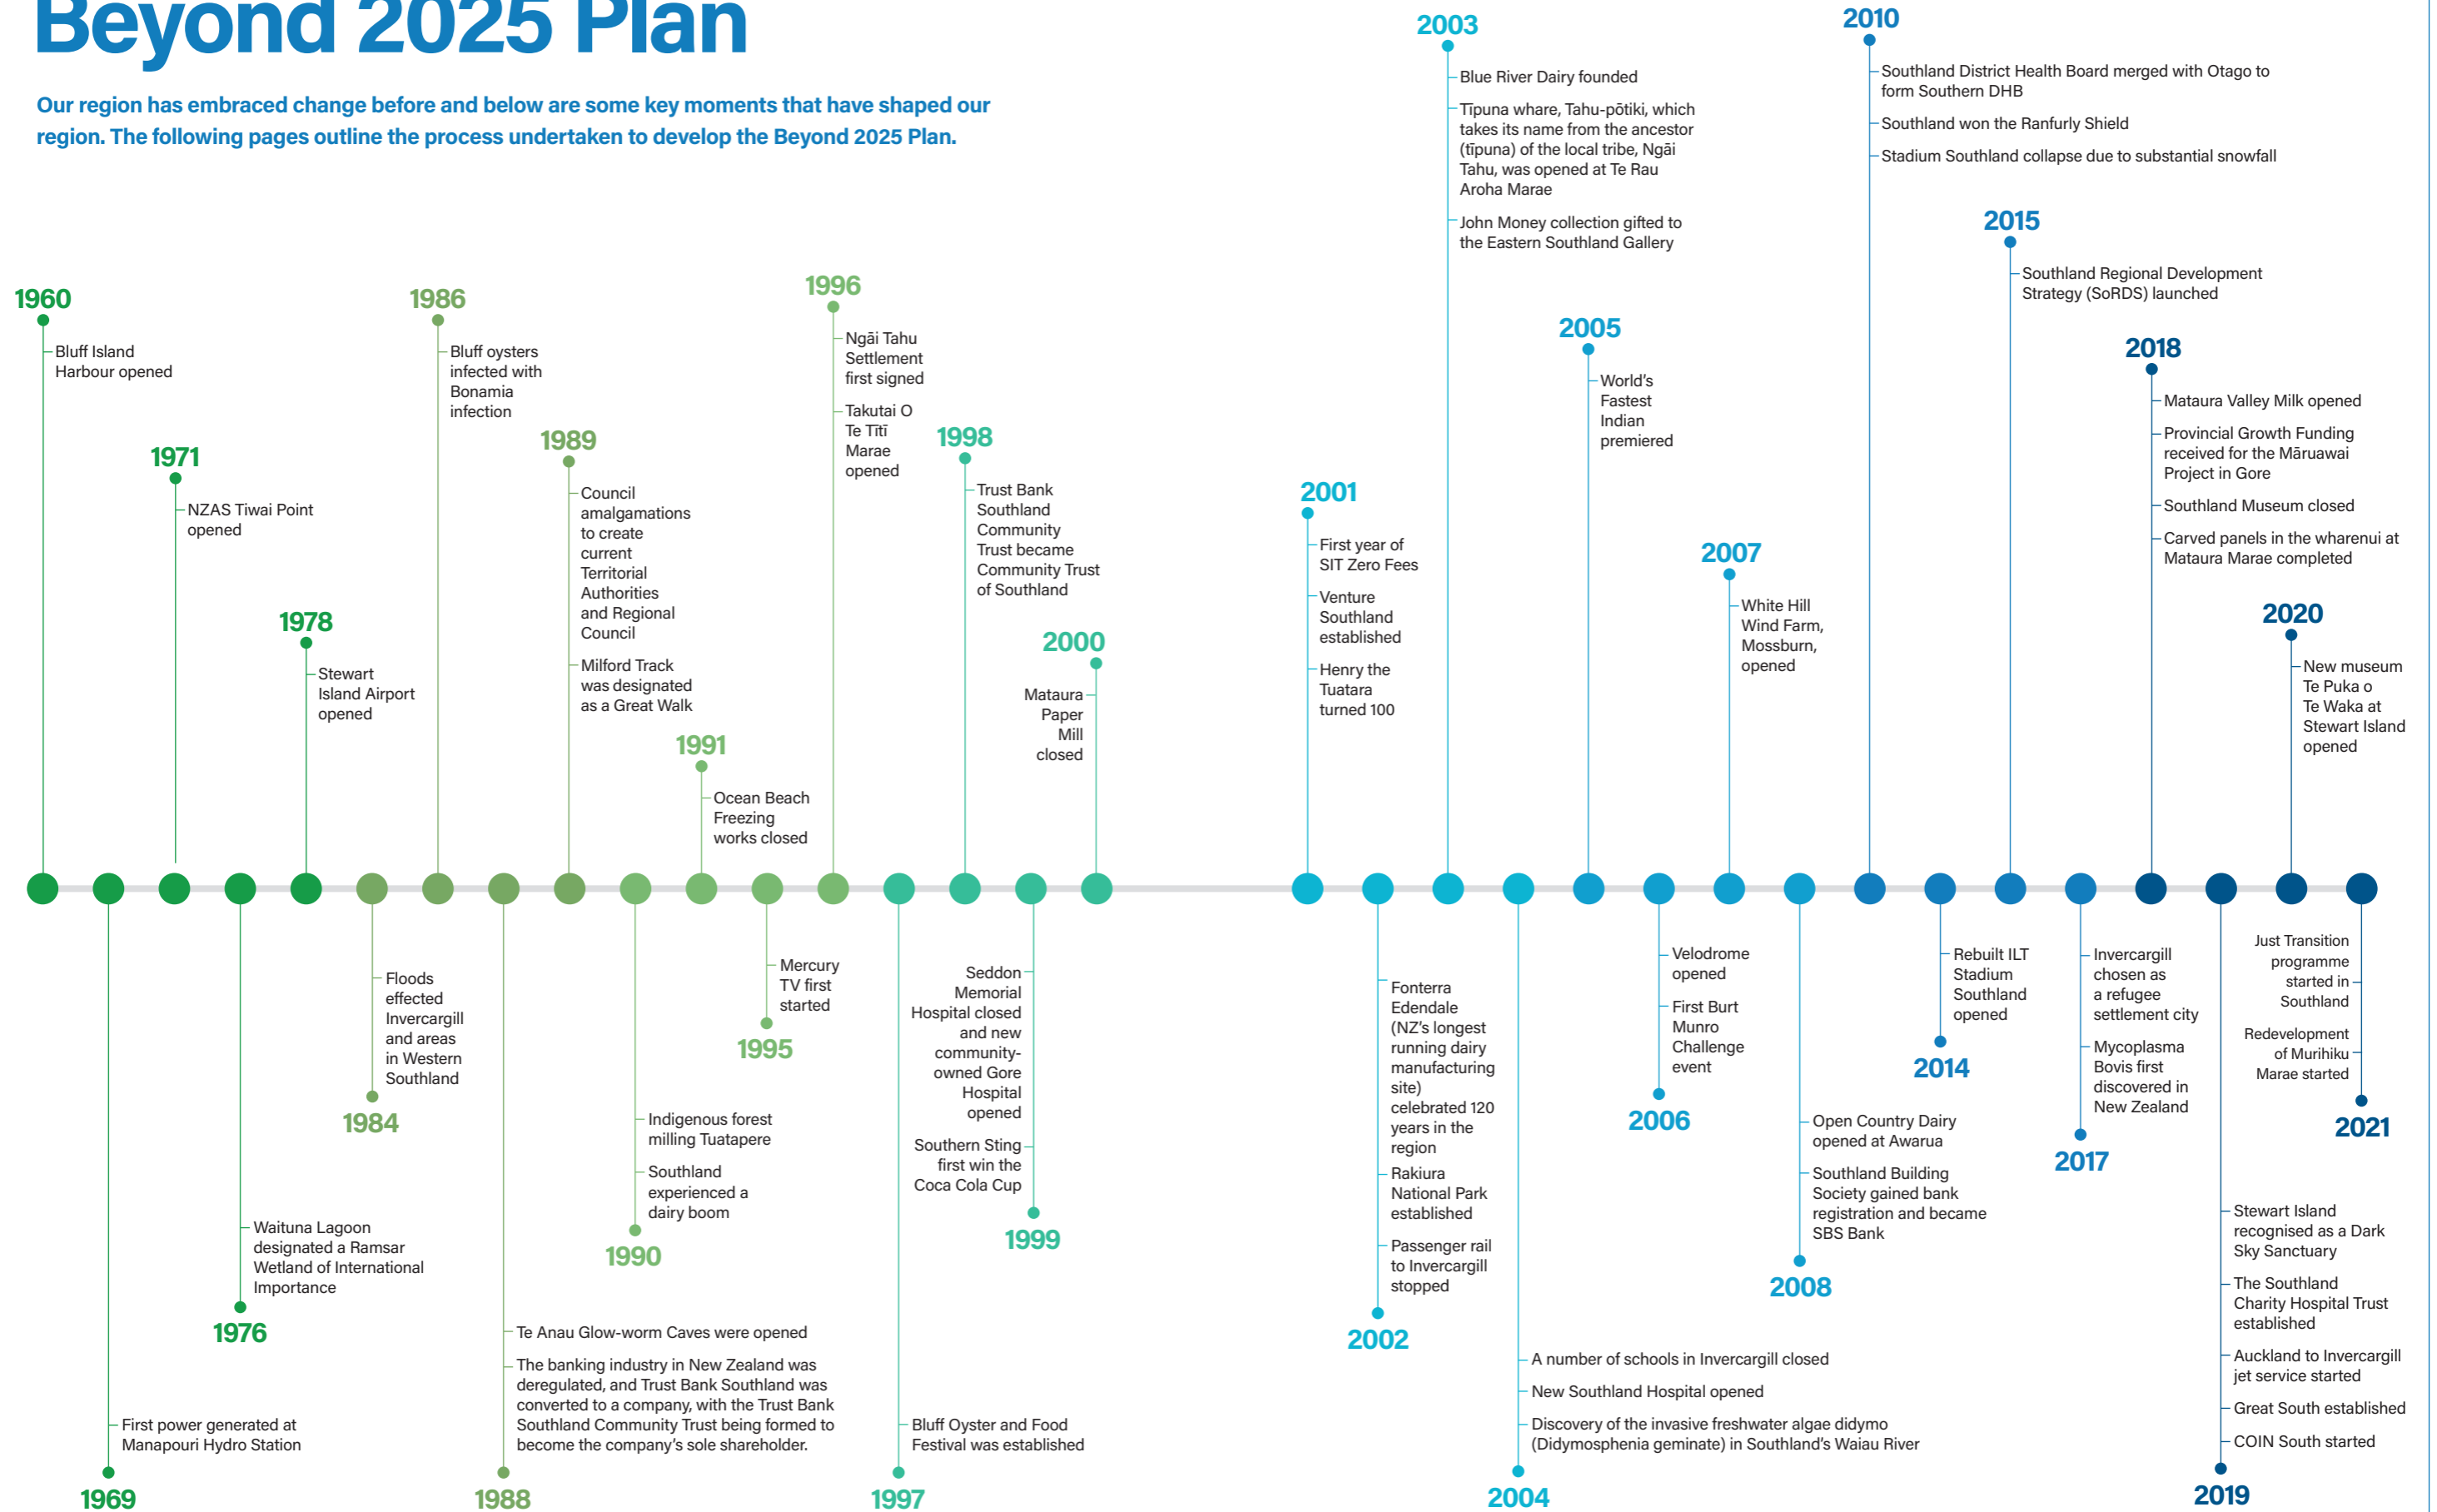 Beyond 2025 Plan
Our region has embraced change before and below are some key moments that have shaped our
region. The following pages outline the process undertaken to develop the Beyond 2025 Plan.
1960
Bluff Island
Harbour opened
1969
First power generated at
Manapouri Hydro Station
1971
NZAS Tiwai Point
opened
1976
Waituna Lagoon
designated a Ramsar
Wetland of International
Importance
1978
Stewart
Island Airport
opened
1984
Floods
effected
Invercargill
and areas
in Western
Southland
1986
Bluff oysters
infected with
Bonamia
infection
1988
Te Anau Glow-worm Caves were opened
The banking industry in New Zealand was
deregulated, and Trust Bank Southland was
converted to a company, with the Trust Bank
Southland Community Trust being formed to
become the company's sole shareholder.
1989
Council
amalgamations
to create
current
Territorial
Authorities
and Regional
Council
Milford Track
was designated
as a Great Walk
1990
Indigenous forest
milling Tuatapere
Southland
experienced a
dairy boom
1991
Ocean Beach
Freezing
works closed
1995
Mercury
TV first
started
1996
Ngāi Tahu
Settlement
first signed
Takutai O
Te Tītī
Marae
opened
1997
Bluff Oyster and Food
Festival was established
1998
Trust Bank
Southland
Community
Trust became
Community Trust
of Southland
1999
Seddon
Memorial
Hospital closed
and new
community-
owned Gore
Hospital
opened
Southern Sting
first win the
Coca Cola Cup
2000
Mataura
Paper
Mill
closed
2001
First year of
SIT Zero Fees
Venture
Southland
established
Henry the
Tuatara
turned 100
2002
Fonterra
Edendale
(NZ's longest
running dairy
manufacturing
site)
celebrated 120
years in the
region
Rakiura
National Park
established
Passenger rail
to Invercargill
stopped
2003
Blue River Dairy founded
Tīpuna whare, Tahu-pōtiki, which
takes its name from the ancestor
(tīpuna) of the local tribe, Ngāi
Tahu, was opened at Te Rau
Aroha Marae
John Money collection gifted to
the Eastern Southland Gallery
2004
A number of schools in Invercargill closed
New Southland Hospital opened
Discovery of the invasive freshwater algae didymo
(Didymosphenia geminate) in Southland's Waiau River
2005
World's
Fastest
Indian
premiered
2006
Velodrome
opened
First Burt
Munro
Challenge
event
2007
White Hill
Wind Farm,
Mossburn,
opened
2008
Open Country Dairy
opened at Awarua
Southland Building
Society gained bank
registration and became
SBS Bank
2010
Southland District Health Board merged with Otago to
form Southern DHB
Southland won the Ranfurly Shield
Stadium Southland collapse due to substantial snowfall
2014
Rebuilt ILT
Stadium
Southland
opened
2015
Southland Regional Development
Strategy (SoRDS) launched
2017
Invercargill
chosen as
a refugee
settlement city
Mycoplasma
Bovis first
discovered in
New Zealand
2018
Mataura Valley Milk opened
Provincial Growth Funding
received for the Māruawai
Project in Gore
Southland Museum closed
Carved panels in the wharenui at
Mataura Marae completed
2019
Stewart Island
recognised as a Dark
Sky Sanctuary
The Southland
Charity Hospital Trust
established
Auckland to Invercargill
jet service started
Great South established
COIN South started
2020
New museum
Te Puka o
Te Waka at
Stewart Island
opened
2021
Just Transition
programme
started in
Southland
Redevelopment
of Murihiku
Marae started